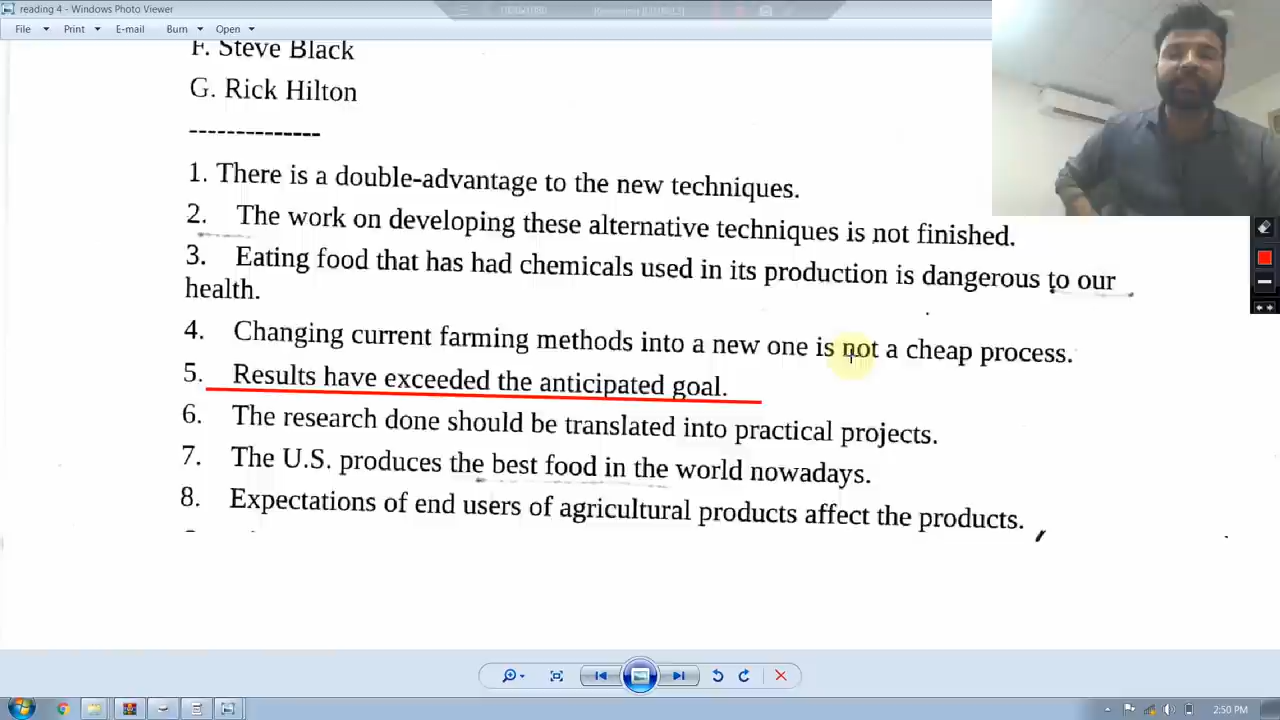 reading 4 - Windows Photo Viewer
File Print E-mail Burn Open
F. Steve Black
G. Rick Hilton
--------------
1. There is a double-advantage to the new techniques.
2. The work on developing these alternative techniques is not finished.
3. Eating food that has had chemicals used in its production is dangerous to our
health.
4. Changing current farming methods into a new one is not a cheap process.
5. Results have exceeded the anticipated goal.
6. The research done should be translated into practical projects.
7. The U.S. produces the best food in the world nowadays.
8. Expectations of end users of agricultural products affect the products.
2:50 PM